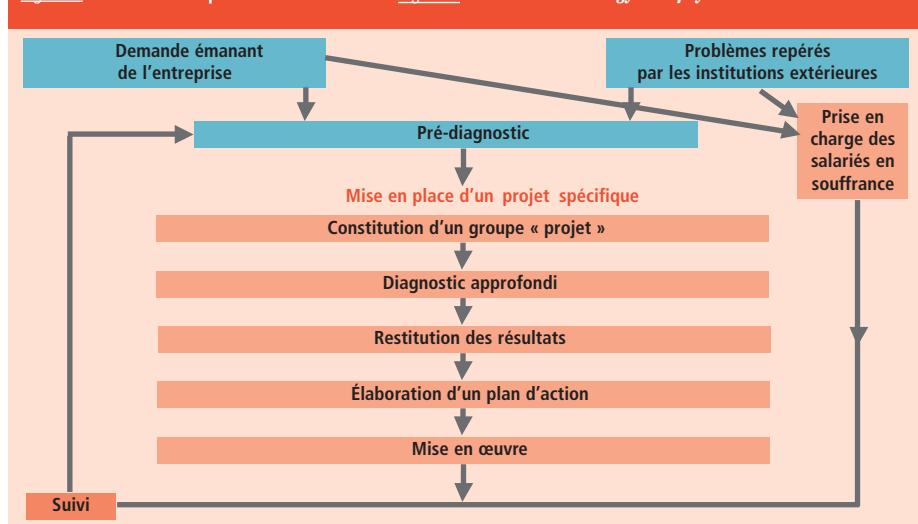 Demande émanant
de l'entreprise
Problèmes repérés
par les institutions extérieures
Prise en
charge des
salariés en
souffrance
Pré-diagnostic
Mise en place d'un projet spécifique
Constitution d'un groupe « projet »
Diagnostic approfondi
Restitution des résultats
Élaboration d'un plan d'action
Mise en œuvre
Suivi